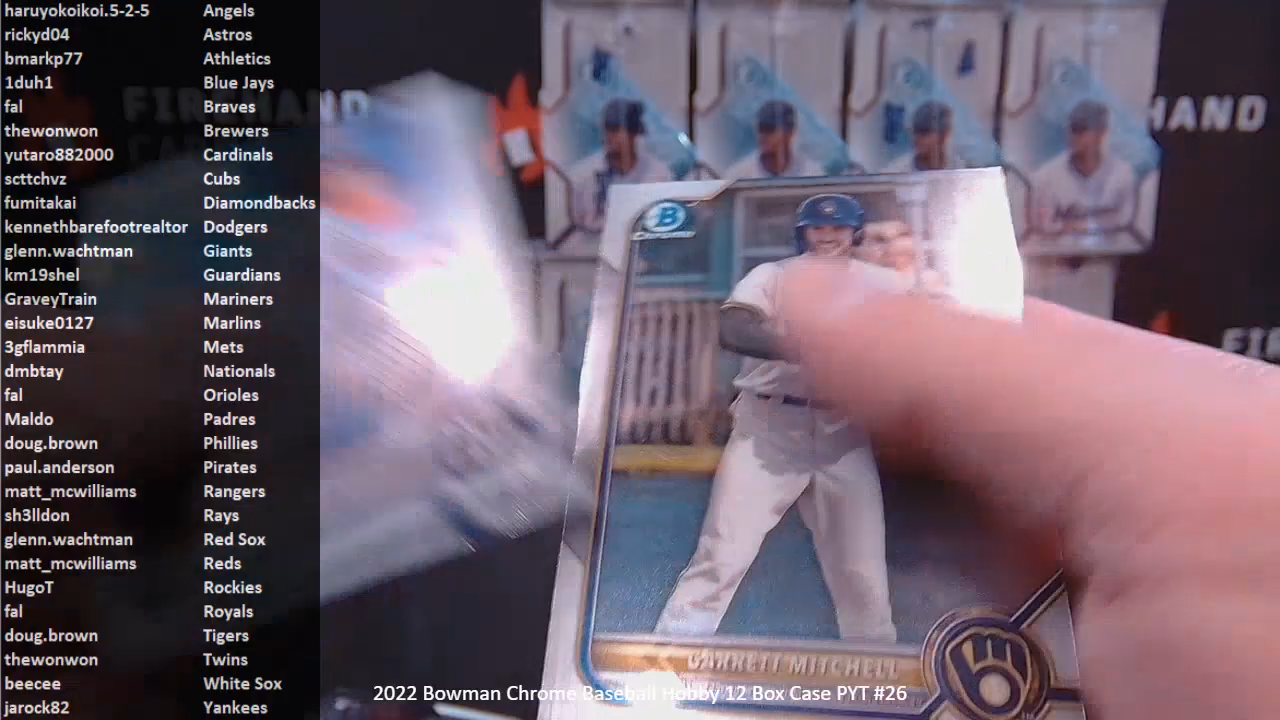 haruyokoikoi.5-2-5 Angels
rickyd04 Astros
bmarkp77 Athletics
1duh1 Blue Jays
fal Braves
thewonwon Brewers
yutaro882000 Cardinals
scttchvz Cubs
fumitakai Diamondbacks
kennethbarefootrealtor Dodgers
glenn.wachtman Giants
km19shel Guardians
GraveyTrain Mariners
eisuke0127 Marlins
3gflammia Mets
dmbtay Nationals
fal Orioles
Maldo Padres
doug.brown Phillies
paul.anderson Pirates
matt_mcwilliams Rangers
sh3lldon Rays
glenn.wachtman Red Sox
matt_mcwilliams Reds
HugoT Rockies
fal Royals
doug.brown Tigers
thewonwon Twins
beecee White Sox
jarock82 Yankees
FIREHAND
HAND
B
CHROME
GARRETT MITCHELL
2022 Bowman Chrome Baseball Hobby 12 Box Case PYT #26